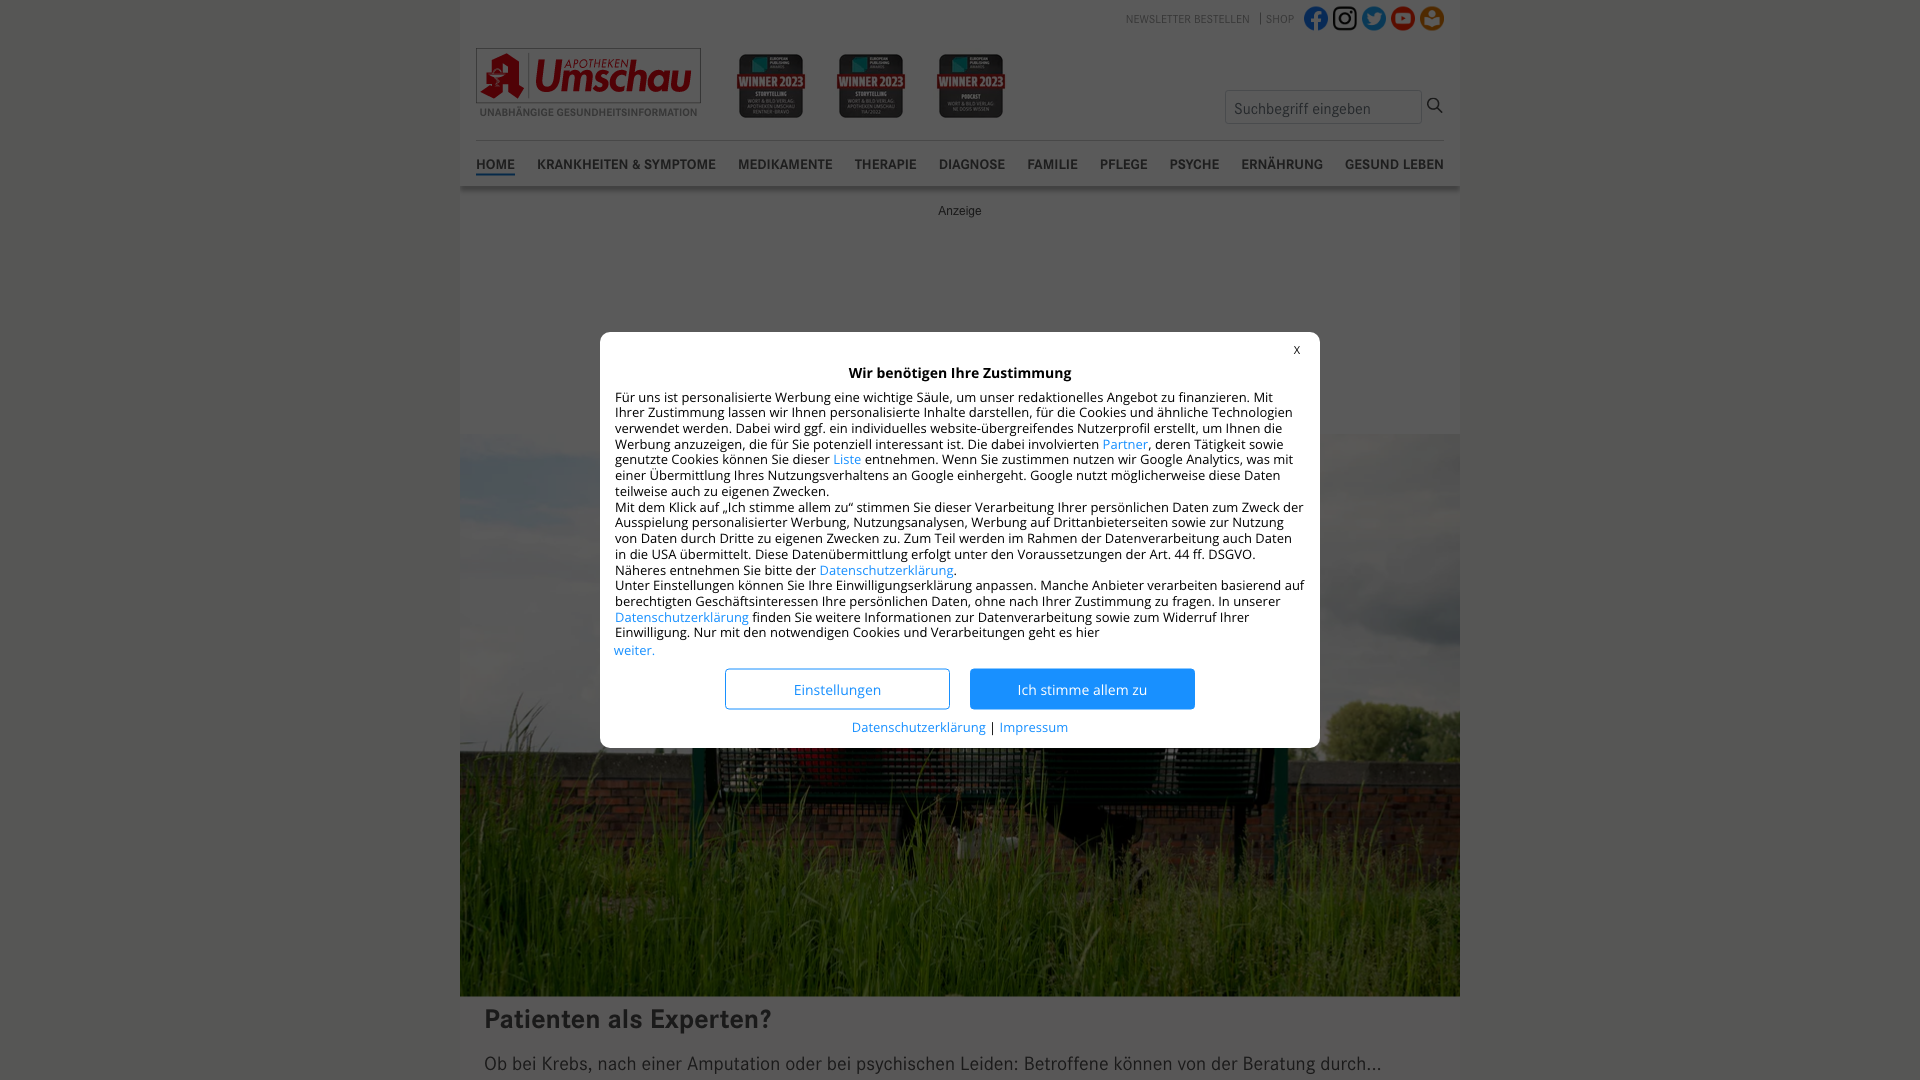 NEWSLETTER BESTELLEN | SHOP
APOTHEKEN
Umschau
UNABHÄNGIGE GESUNDHEITSINFORMATION
WINNER 2023
STORYTELLING
WINNER 2023
STORYTELLING
WINNER 2023
PODCAST
Suchbegriff eingeben
HOME KRANKHEITEN & SYMPTOME MEDIKAMENTE THERAPIE DIAGNOSE FAMILIE PFLEGE PSYCHE ERNÄHRUNG GESUND LEBEN
Anzeige
X
Wir benötigen Ihre Zustimmung
Für uns ist personalisierte Werbung eine wichtige Säule, um unser redaktionelles Angebot zu finanzieren. Mit
Ihrer Zustimmung lassen wir Ihnen personalisierte Inhalte darstellen, für die Cookies und ähnliche Technologien
verwendet werden. Dabei wird ggf. ein individuelles website-übergreifendes Nutzerprofil erstellt, um Ihnen die
Werbung anzuzeigen, die für Sie potenziell interessant ist. Die dabei involvierten Partner, deren Tätigkeit sowie
genutzte Cookies können Sie dieser Liste entnehmen. Wenn Sie zustimmen nutzen wir Google Analytics, was mit
einer Übermittlung Ihres Nutzungsverhaltens an Google einhergeht. Google nutzt möglicherweise diese Daten
teilweise auch zu eigenen Zwecken.
Mit dem Klick auf „Ich stimme allem zu“ stimmen Sie dieser Verarbeitung Ihrer persönlichen Daten zum Zweck der
Ausspielung personalisierter Werbung, Nutzungsanalysen, Werbung auf Drittanbieterseiten sowie zur Nutzung
von Daten durch Dritte zu eigenen Zwecken zu. Zum Teil werden im Rahmen der Datenverarbeitung auch Daten
in die USA übermittelt. Diese Datenübermittlung erfolgt unter den Voraussetzungen der Art. 44 ff. DSGVO.
Näheres entnehmen Sie bitte der Datenschutzerklärung.
Unter Einstellungen können Sie Ihre Einwilligungserklärung anpassen. Manche Anbieter verarbeiten basierend auf
berechtigten Geschäftsinteressen Ihre persönlichen Daten, ohne nach Ihrer Zustimmung zu fragen. In unserer
Datenschutzerklärung finden Sie weitere Informationen zur Datenverarbeitung sowie zum Widerruf Ihrer
Einwilligung. Nur mit den notwendigen Cookies und Verarbeitungen geht es hier
weiter.
Einstellungen
Ich stimme allem zu
Datenschutzerklärung | Impressum
Patienten als Experten?
Ob bei Krebs, nach einer Amputation oder bei psychischen Leiden: Betroffene können von der Beratung durch...